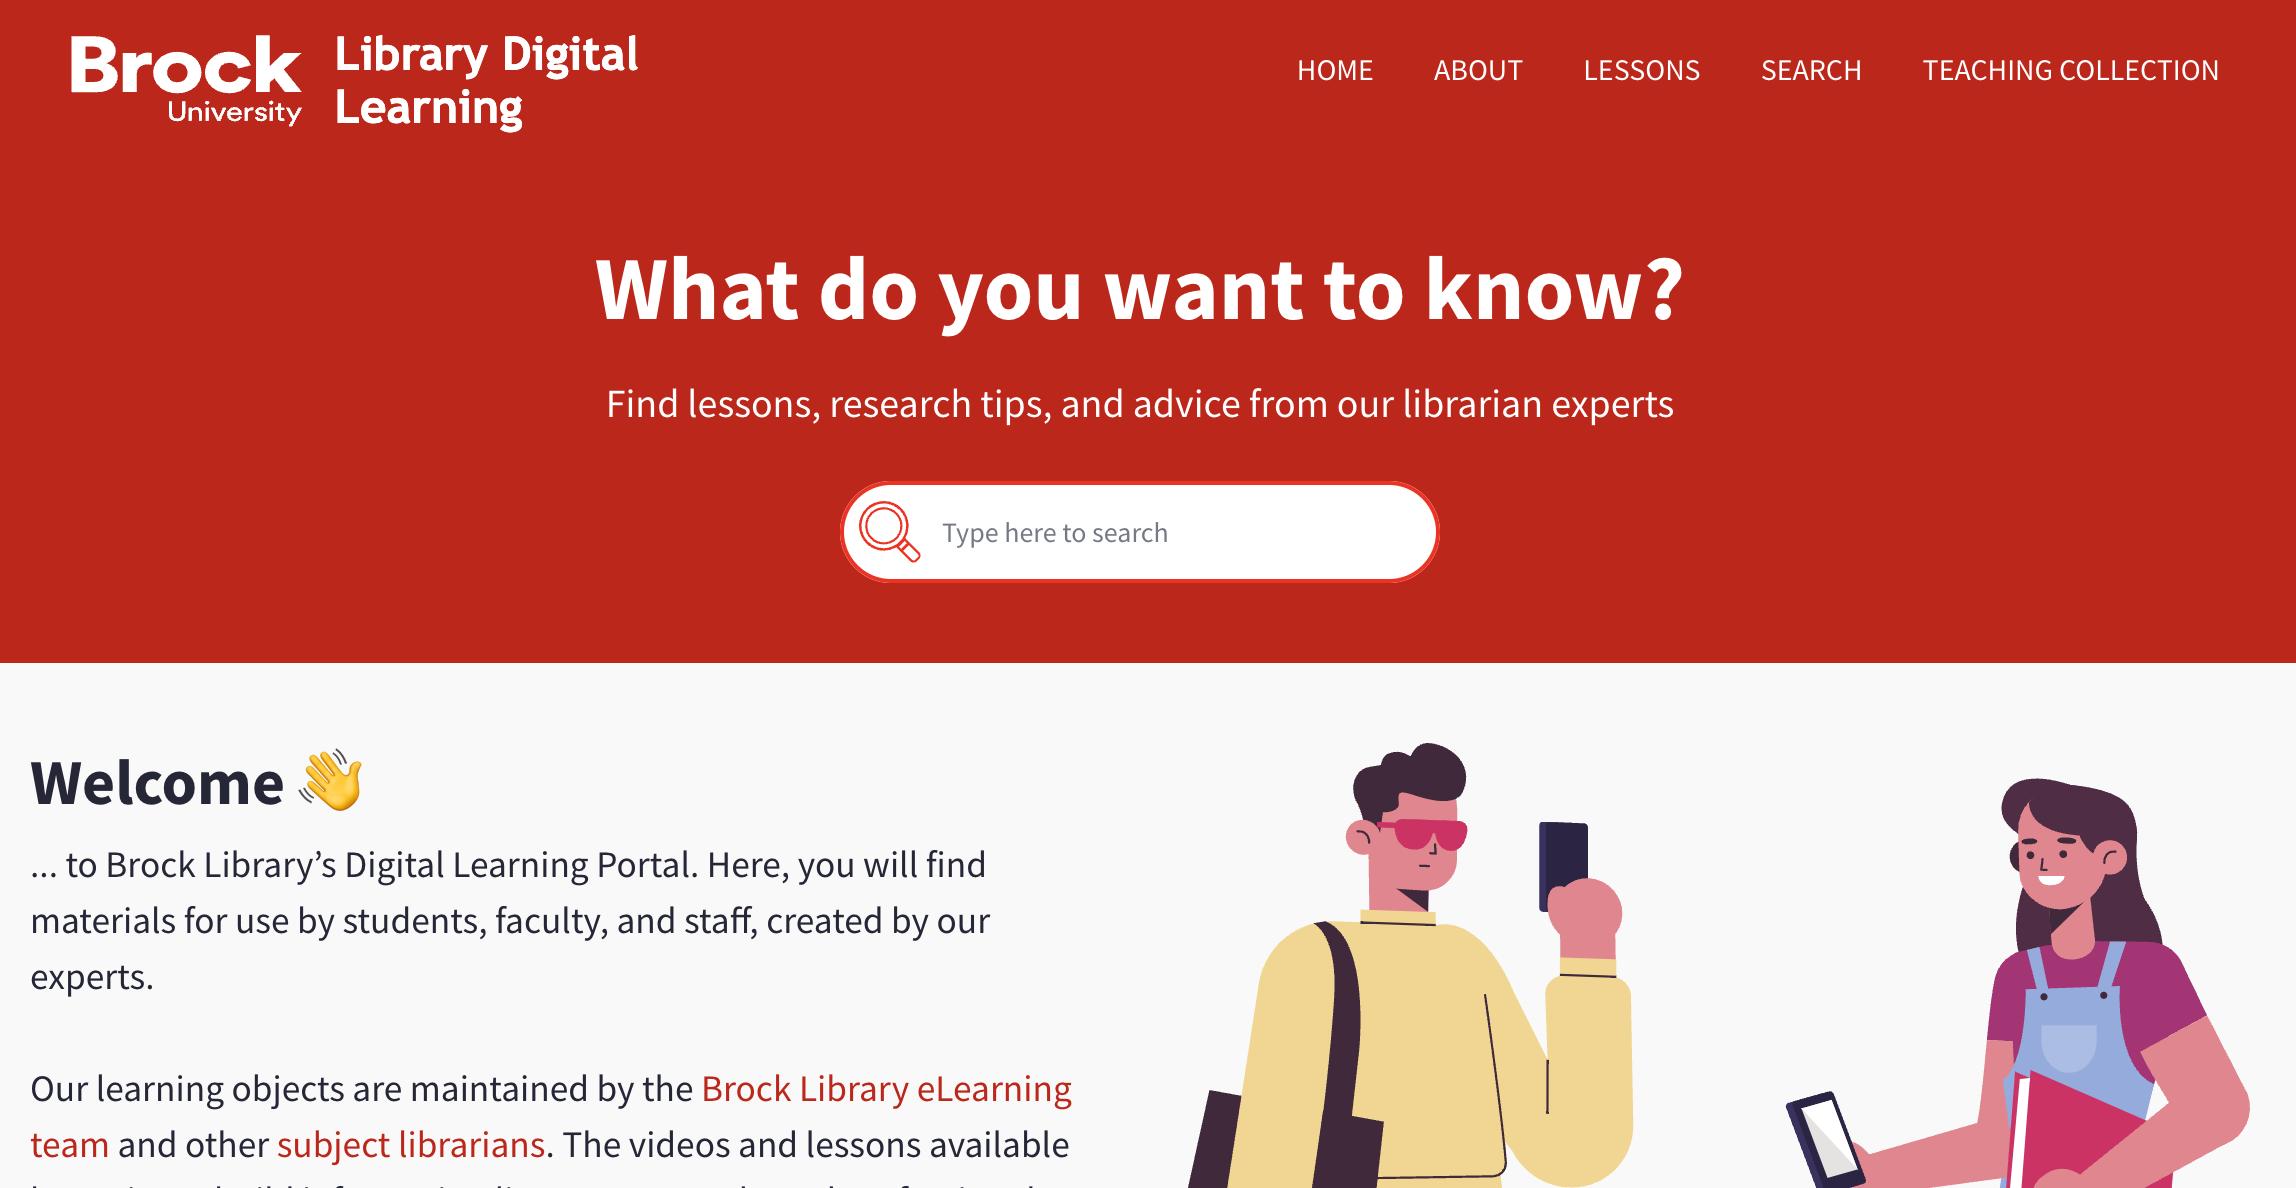 Brock
University
Library Digital
Learning
HOME ABOUT LESSONS SEARCH TEACHING COLLECTION
What do you want to know?
Find lessons, research tips, and advice from our librarian experts
Type here to search
Welcome 👋
... to Brock Library’s Digital Learning Portal. Here, you will find
materials for use by students, faculty, and staff, created by our
experts.
Our learning objects are maintained by the Brock Library eLearning
team and other subject librarians. The videos and lessons available